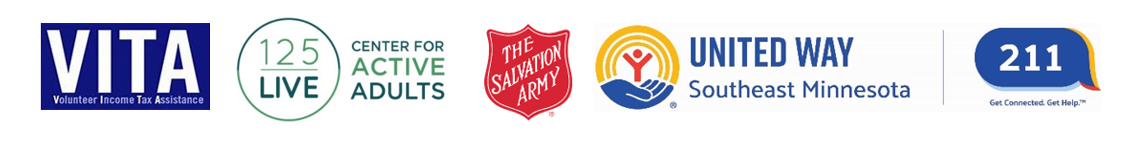 VITA
Volunteer Income Tax Assistance
125
LIVE
CENTER FOR
ACTIVE
ADULTS
THE
SALVATION
ARMY
®
UNITED WAY
Southeast Minnesota
®
211
Get Connected. Get Help.™